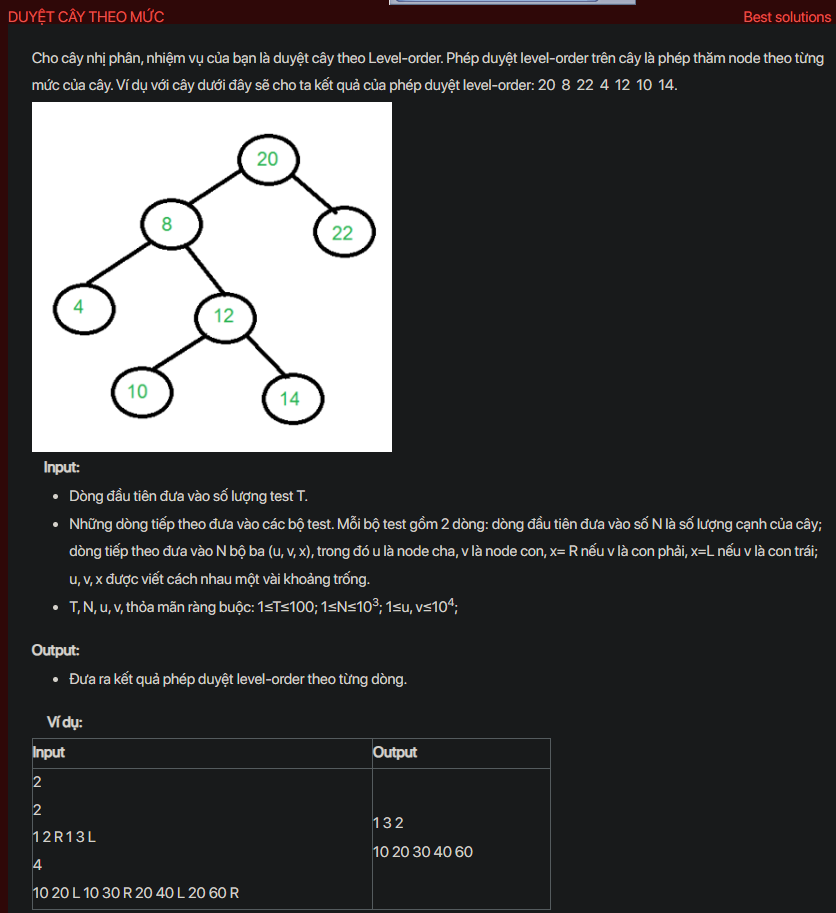 DUYỆT CÂY THEO MỨC Best solutions
Cho cây nhị phân, nhiệm vụ của bạn là duyệt cây theo Level-order. Phép duyệt level-order trên cây là phép thăm node theo từng
mức của cây. Ví dụ với cây dưới đây sẽ cho ta kết quả của phép duyệt level-order: 20 8 22 4 12 10 14.
20
8
22
4
12
10
14
Input:
• Dòng đầu tiên đưa vào số lượng test T.
• Những dòng tiếp theo đưa vào các bộ test. Mỗi bộ test gồm 2 dòng: dòng đầu tiên đưa vào số N là số lượng cạnh của cây;
dòng tiếp theo đưa vào N bộ ba (u, v, x), trong đó u là node cha, v là node con, x= R nếu v là con phải, x=L nếu v là con trái;
u, v, x được viết cách nhau một vài khoảng trống.
• T, N, u, v, thỏa mãn ràng buộc: 1≤T≤100; 1≤N≤10³; 1≤u, v≤10⁴;
Output:
• Đưa ra kết quả phép duyệt level-order theo từng dòng.
Ví dụ:
Input Output
2
2
1 2 R 1 3 L
4
10 20 L 10 30 R 20 40 L 20 60 R
1 3 2
10 20 30 40 60